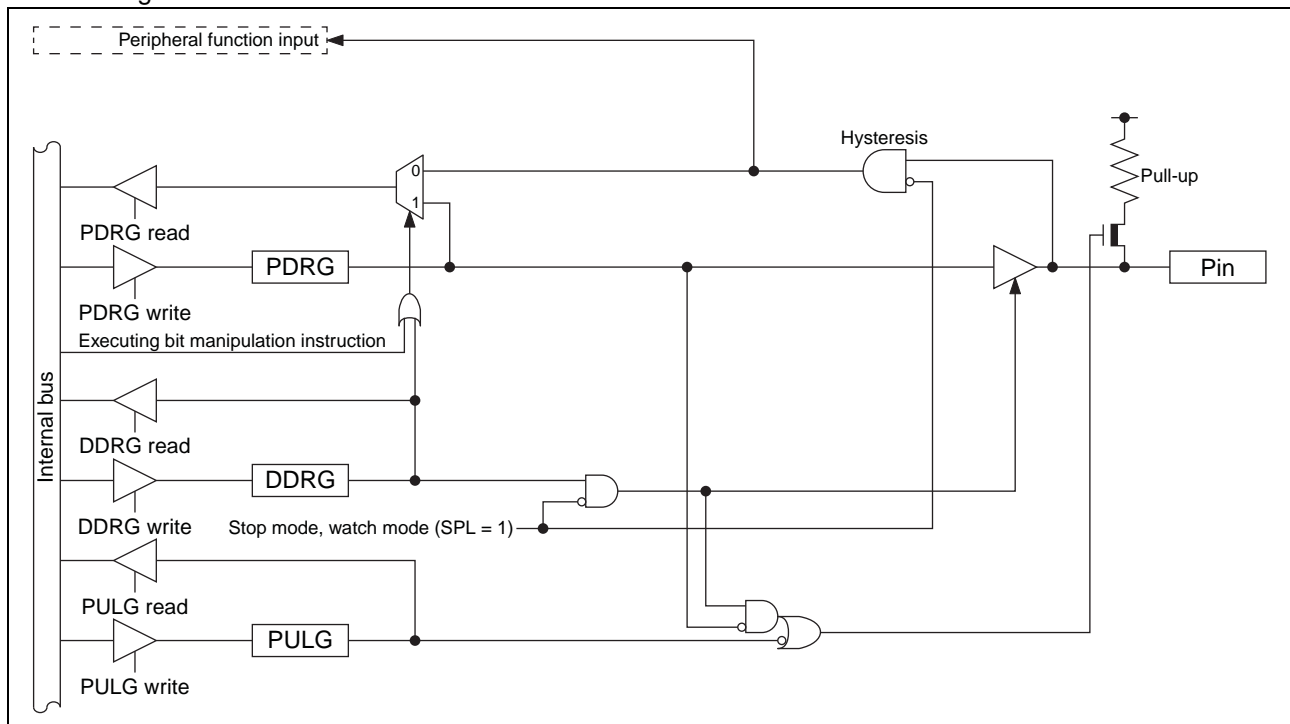 Peripheral function input
Hysteresis
0
Pull-up
1
PDRG read
PDRG
Pin
PDRG write
Executing bit manipulation instruction
Internal bus
DDRG read
DDRG
Stop mode, watch mode (SPL = 1)
DDRG write
PULG read
PULG
PULG write